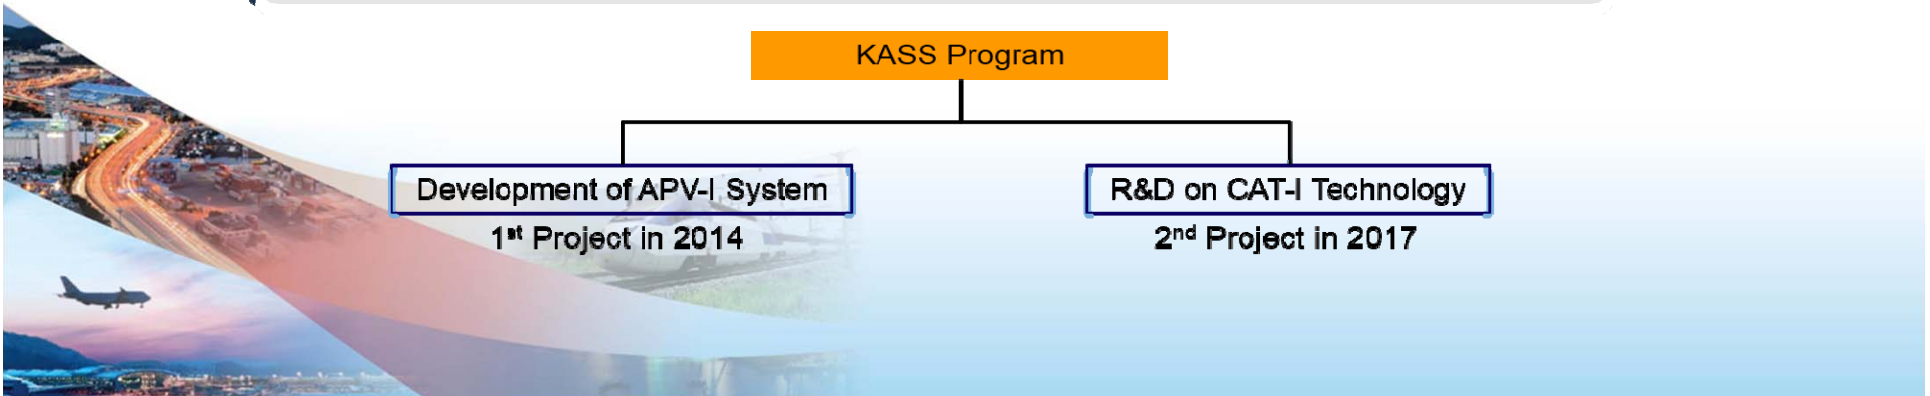 KASS Program
Development of APV-I System
R&D on CAT-I Technology
1st Project in 2014
2nd Project in 2017